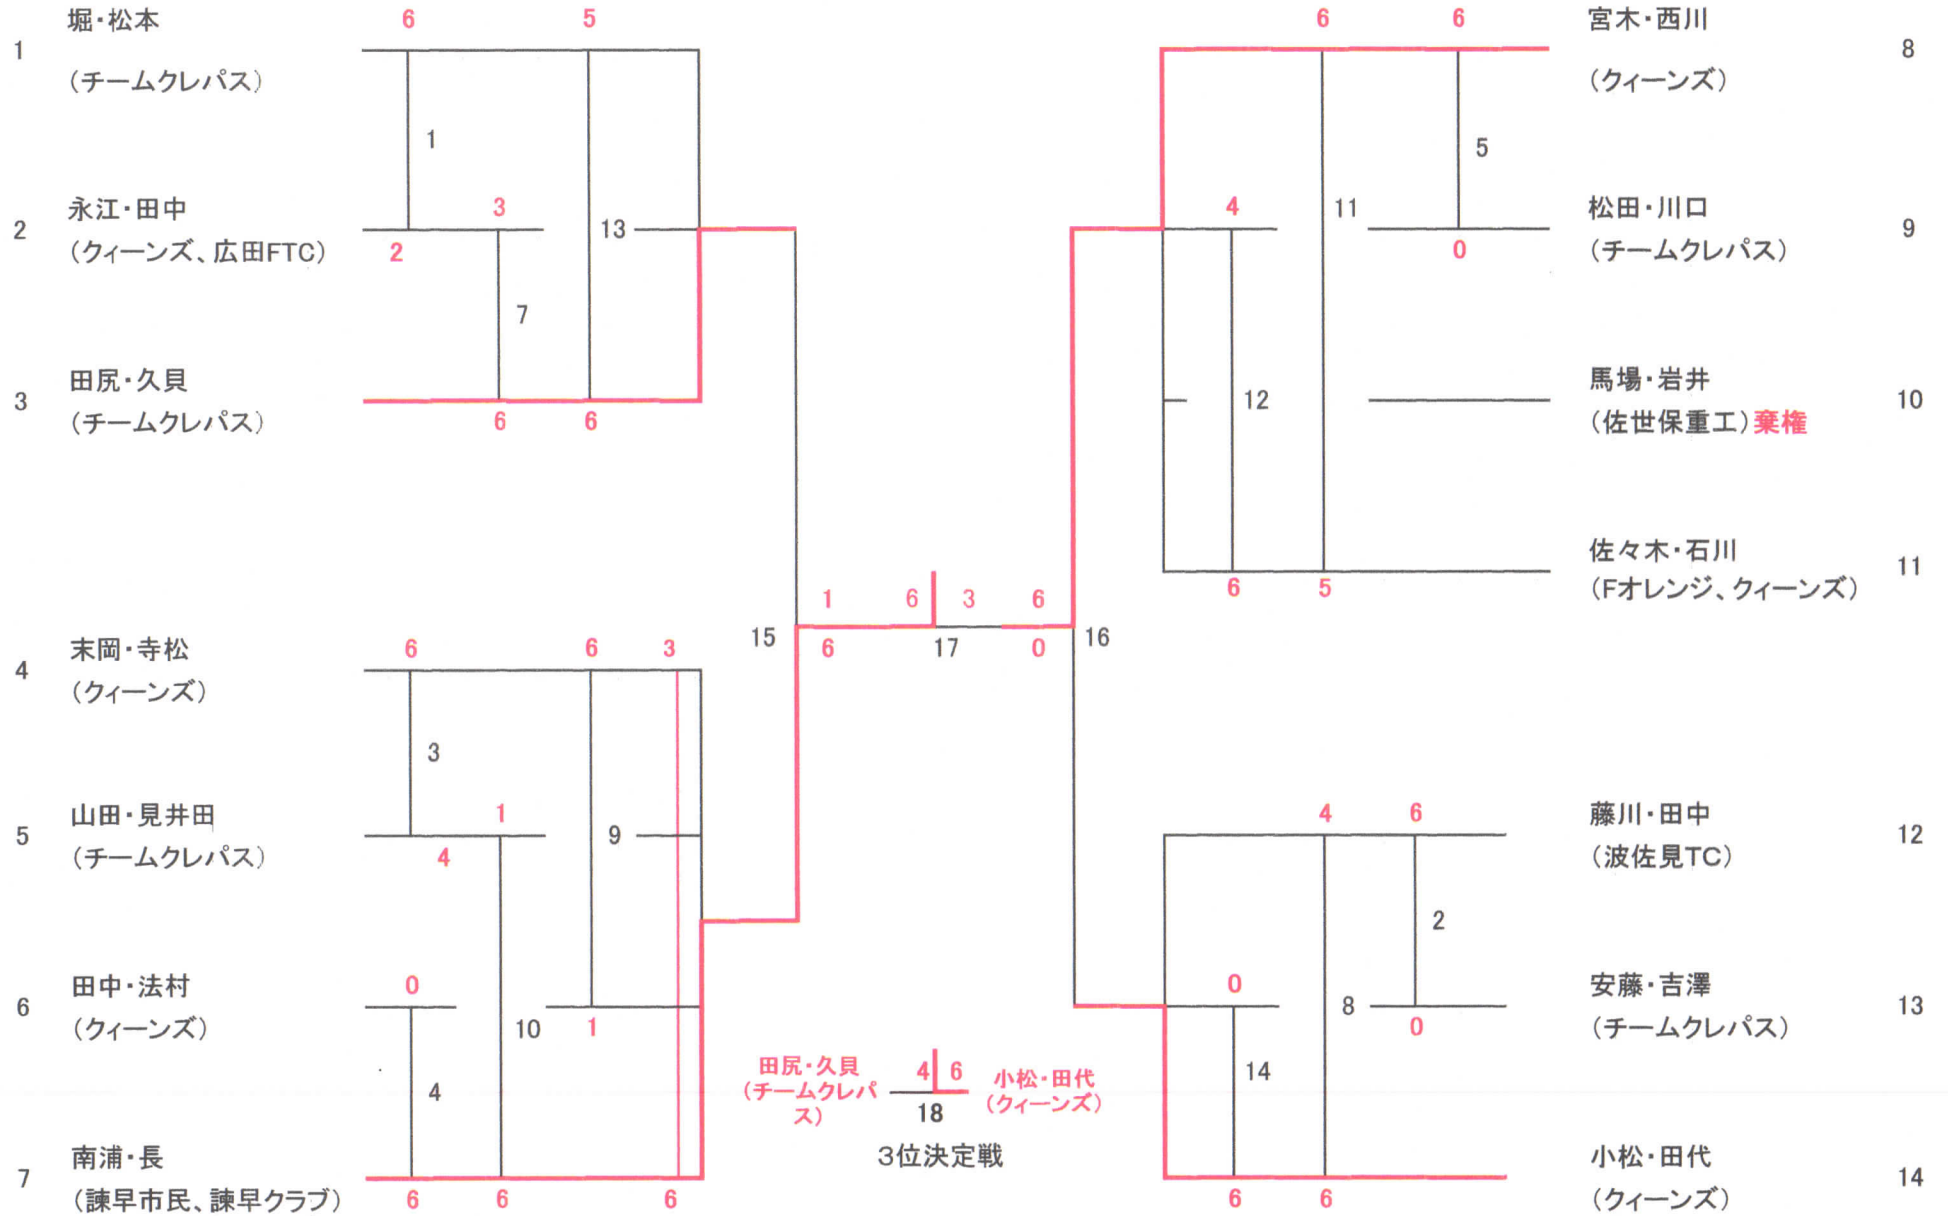 堀・松本
6
5
1
(チームクレパス)
1
永江・田中
3
2
13
(クィーンズ、広田FTC)
2
7
田尻・久貝
3
(チームクレパス)
6
6
末岡・寺松
6
6
3
4
(クィーンズ)
3
山田・見井田
1
5
9
(チームクレパス)
4
田中・法村
0
6
(クィーンズ)
10
1
4
南浦・長
7
(諫早市民、諫早クラブ)
6
6
6
1
6
3
6
15
6
17
0
16
田尻・久貝
(チームクレパ
ス)
4
6
小松・田代
(クィーンズ)
18
3位決定戦
6
6
宮木・西川
8
(クィーンズ)
5
4
11
松田・川口
9
0
(チームクレパス)
馬場・岩井
12
10
(佐世保重工)棄権
佐々木・石川
11
6
5
(Fオレンジ、クィーンズ)
4
6
藤川・田中
12
(波佐見TC)
2
0
安藤・吉澤
8
13
0
(チームクレパス)
14
小松・田代
14
6
6
(クィーンズ)